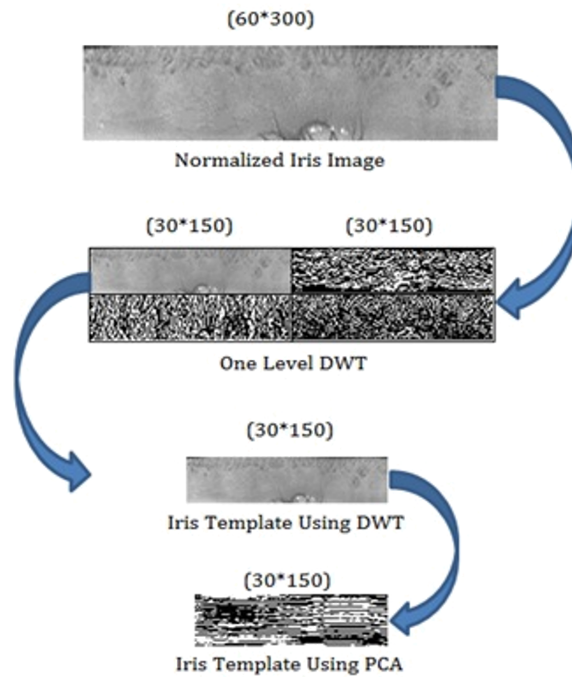 (60*300)
Normalized Iris Image
(30*150) (30*150)
One Level DWT
(30*150)
Iris Template Using DWT
(30*150)
Iris Template Using PCA